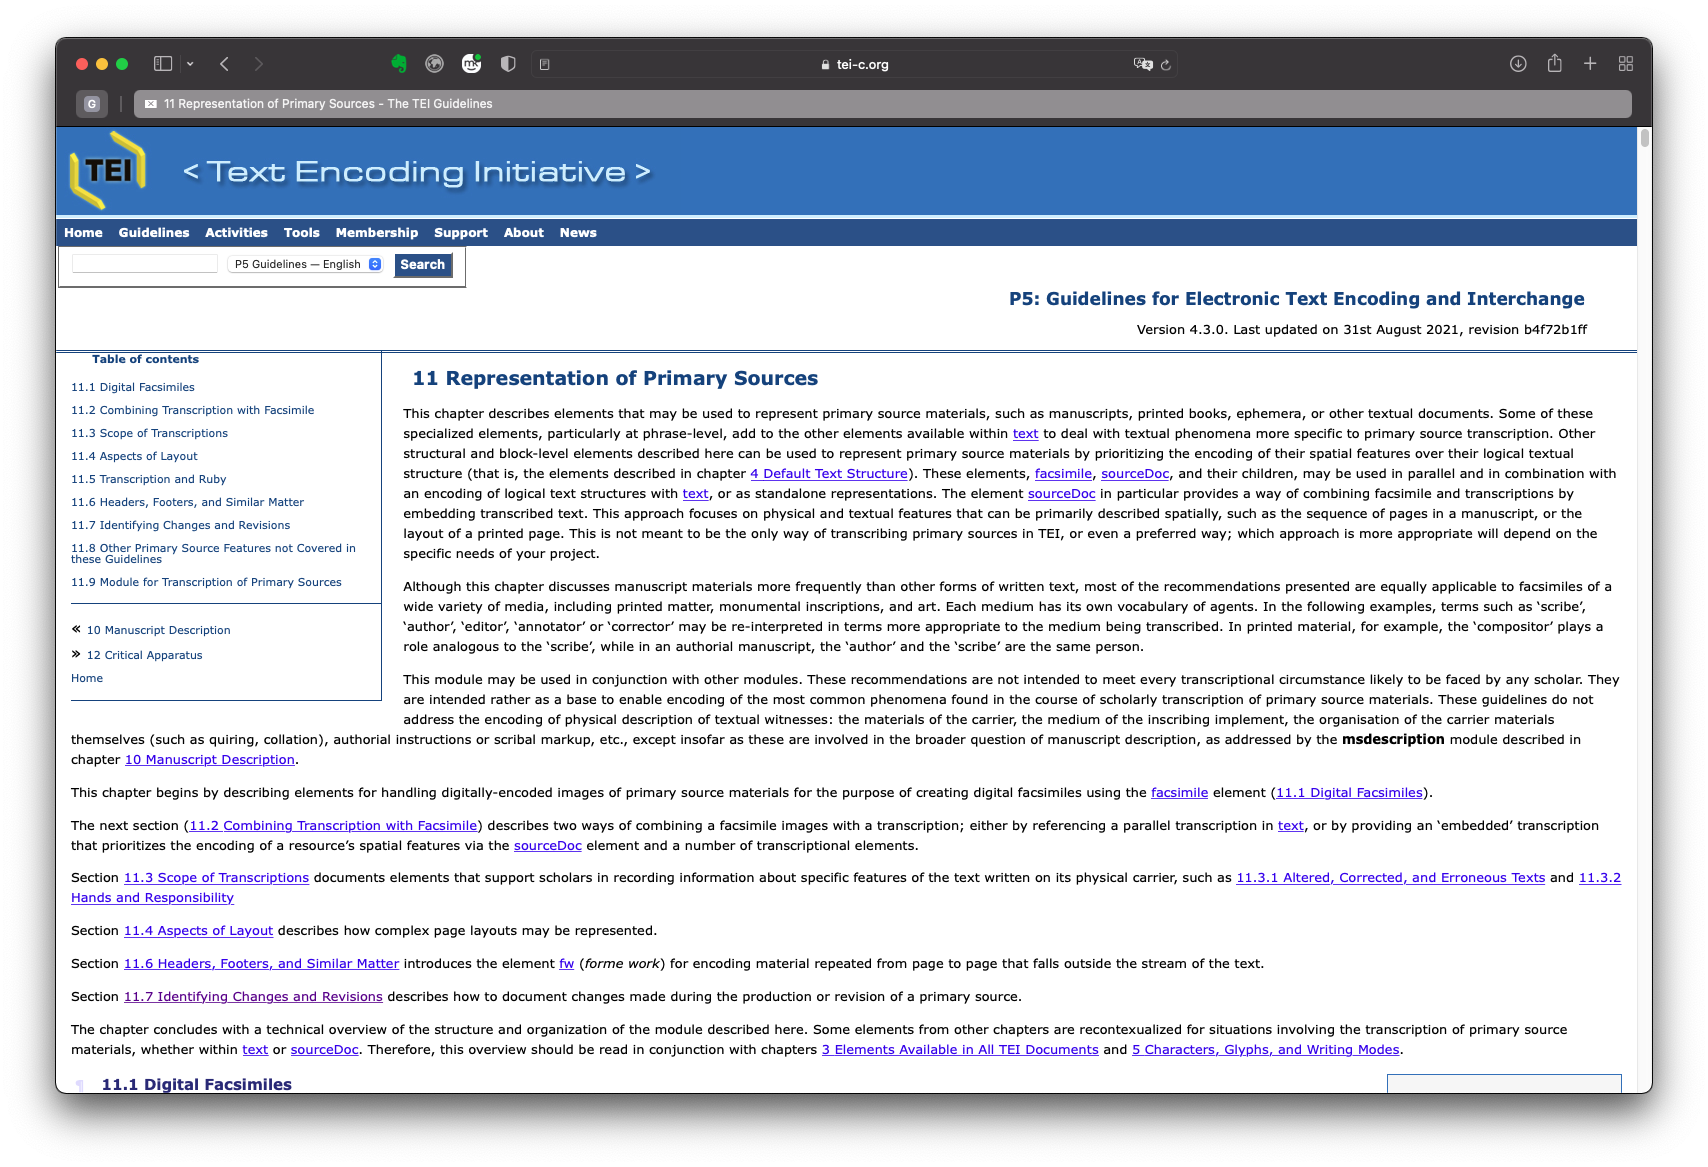 tei-c.org
G
11 Representation of Primary Sources – The TEI Guidelines
TEI
< Text Encoding Initiative >
Home Guidelines Activities Tools Membership Support About News
P5 Guidelines — English Search
P5: Guidelines for Electronic Text Encoding and Interchange
Version 4.3.0. Last updated on 31st August 2021, revision b4f72b1ff
Table of contents
11.1 Digital Facsimiles
11.2 Combining Transcription with Facsimile
11.3 Scope of Transcriptions
11.4 Aspects of Layout
11.5 Transcription and Ruby
11.6 Headers, Footers, and Similar Matter
11.7 Identifying Changes and Revisions
11.8 Other Primary Source Features not Covered in
these Guidelines
11.9 Module for Transcription of Primary Sources
« 10 Manuscript Description
» 12 Critical Apparatus
Home
11 Representation of Primary Sources
This chapter describes elements that may be used to represent primary source materials, such as manuscripts, printed books, ephemera, or other textual documents. Some of these
specialized elements, particularly at phrase-level, add to the other elements available within text to deal with textual phenomena more specific to primary source transcription. Other
structural and block-level elements described here can be used to represent primary source materials by prioritizing the encoding of their spatial features over their logical textual
structure (that is, the elements described in chapter 4 Default Text Structure). These elements, facsimile, sourceDoc, and their children, may be used in parallel and in combination with
an encoding of logical text structures with text, or as standalone representations. The element sourceDoc in particular provides a way of combining facsimile and transcriptions by
embedding transcribed text. This approach focuses on physical and textual features that can be primarily described spatially, such as the sequence of pages in a manuscript, or the
layout of a printed page. This is not meant to be the only way of transcribing primary sources in TEI, or even a preferred way; which approach is more appropriate will depend on the
specific needs of your project.
Although this chapter discusses manuscript materials more frequently than other forms of written text, most of the recommendations presented are equally applicable to facsimiles of a
wide variety of media, including printed matter, monumental inscriptions, and art. Each medium has its own vocabulary of agents. In the following examples, terms such as ‘scribe’,
‘author’, ‘editor’, ‘annotator’ or ‘corrector’ may be re-interpreted in terms more appropriate to the medium being transcribed. In printed material, for example, the ‘compositor’ plays a
role analogous to the ‘scribe’, while in an authorial manuscript, the ‘author’ and the ‘scribe’ are the same person.
This module may be used in conjunction with other modules. These recommendations are not intended to meet every transcriptional circumstance likely to be faced by any scholar. They
are intended rather as a base to enable encoding of the most common phenomena found in the course of scholarly transcription of primary source materials. These guidelines do not
address the encoding of physical description of textual witnesses: the materials of the carrier, the medium of the inscribing implement, the organisation of the carrier materials
themselves (such as quiring, collation), authorial instructions or scribal markup, etc., except insofar as these are involved in the broader question of manuscript description, as addressed by the msdescription module described in
chapter 10 Manuscript Description.
This chapter begins by describing elements for handling digitally-encoded images of primary source materials for the purpose of creating digital facsimiles using the facsimile element (11.1 Digital Facsimiles).
The next section (11.2 Combining Transcription with Facsimile) describes two ways of combining a facsimile images with a transcription; either by referencing a parallel transcription in text, or by providing an ‘embedded’ transcription
that prioritizes the encoding of a resource’s spatial features via the sourceDoc element and a number of transcriptional elements.
Section 11.3 Scope of Transcriptions documents elements that support scholars in recording information about specific features of the text written on its physical carrier, such as 11.3.1 Altered, Corrected, and Erroneous Texts and 11.3.2
Hands and Responsibility
Section 11.4 Aspects of Layout describes how complex page layouts may be represented.
Section 11.6 Headers, Footers, and Similar Matter introduces the element fw (forme work) for encoding material repeated from page to page that falls outside the stream of the text.
Section 11.7 Identifying Changes and Revisions describes how to document changes made during the production or revision of a primary source.
The chapter concludes with a technical overview of the structure and organization of the module described here. Some elements from other chapters are recontexualized for situations involving the transcription of primary source
materials, whether within text or sourceDoc. Therefore, this overview should be read in conjunction with chapters 3 Elements Available in All TEI Documents and 5 Characters, Glyphs, and Writing Modes.
¶ 11.1 Digital Facsimiles